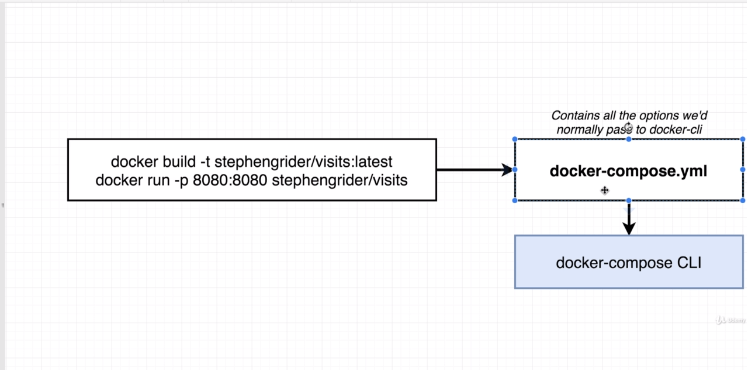 Contains all the options we'd
normally pass to docker-cli
docker build -t stephengrider/visits:latest
docker run -p 8080:8080 stephengrider/visits
docker-compose.yml
docker-compose CLI